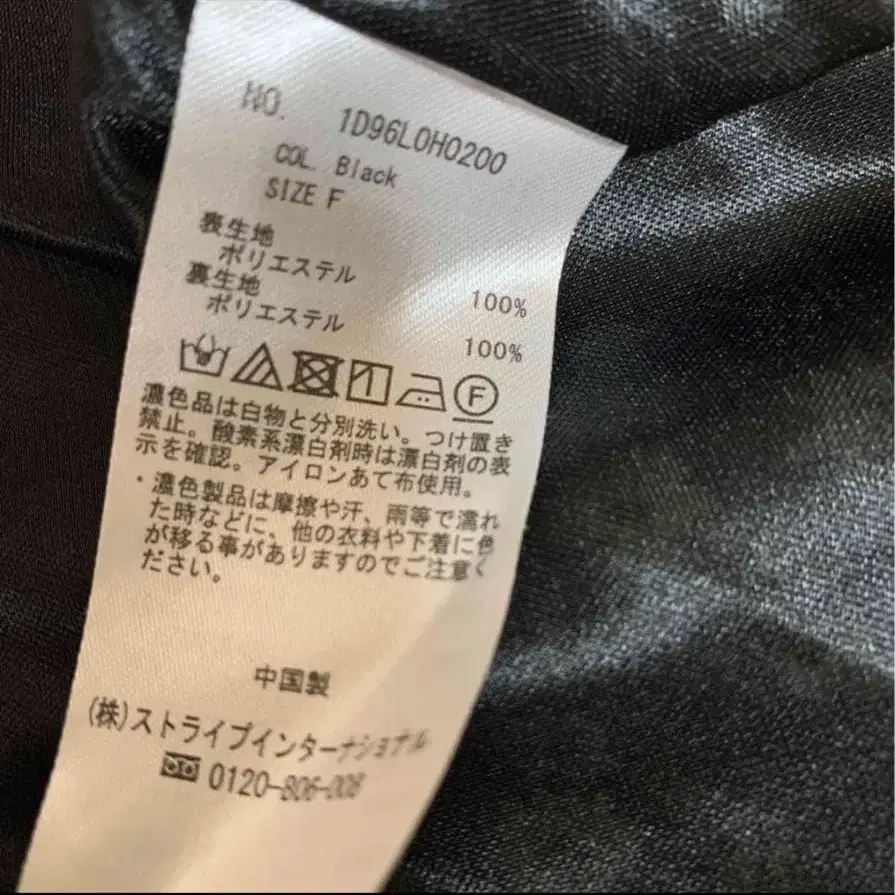 NO. 1D96L0H0200
COL. Black
SIZE F
表生地
ポリエステル 100%
裏生地
ポリエステル 100%
F
濃色品は白物と分別洗い。つけ置き
禁止。酸素系漂白剤時は漂白剤の表
示を確認。アイロンあて布使用。
・濃色製品は摩擦や汗、雨等で濡れ
た時などに、他の衣料や下着に色
が移る事がありますのでご注意く
ださい。
中国製
(株)ストライプインターナショナル
0120-806-008